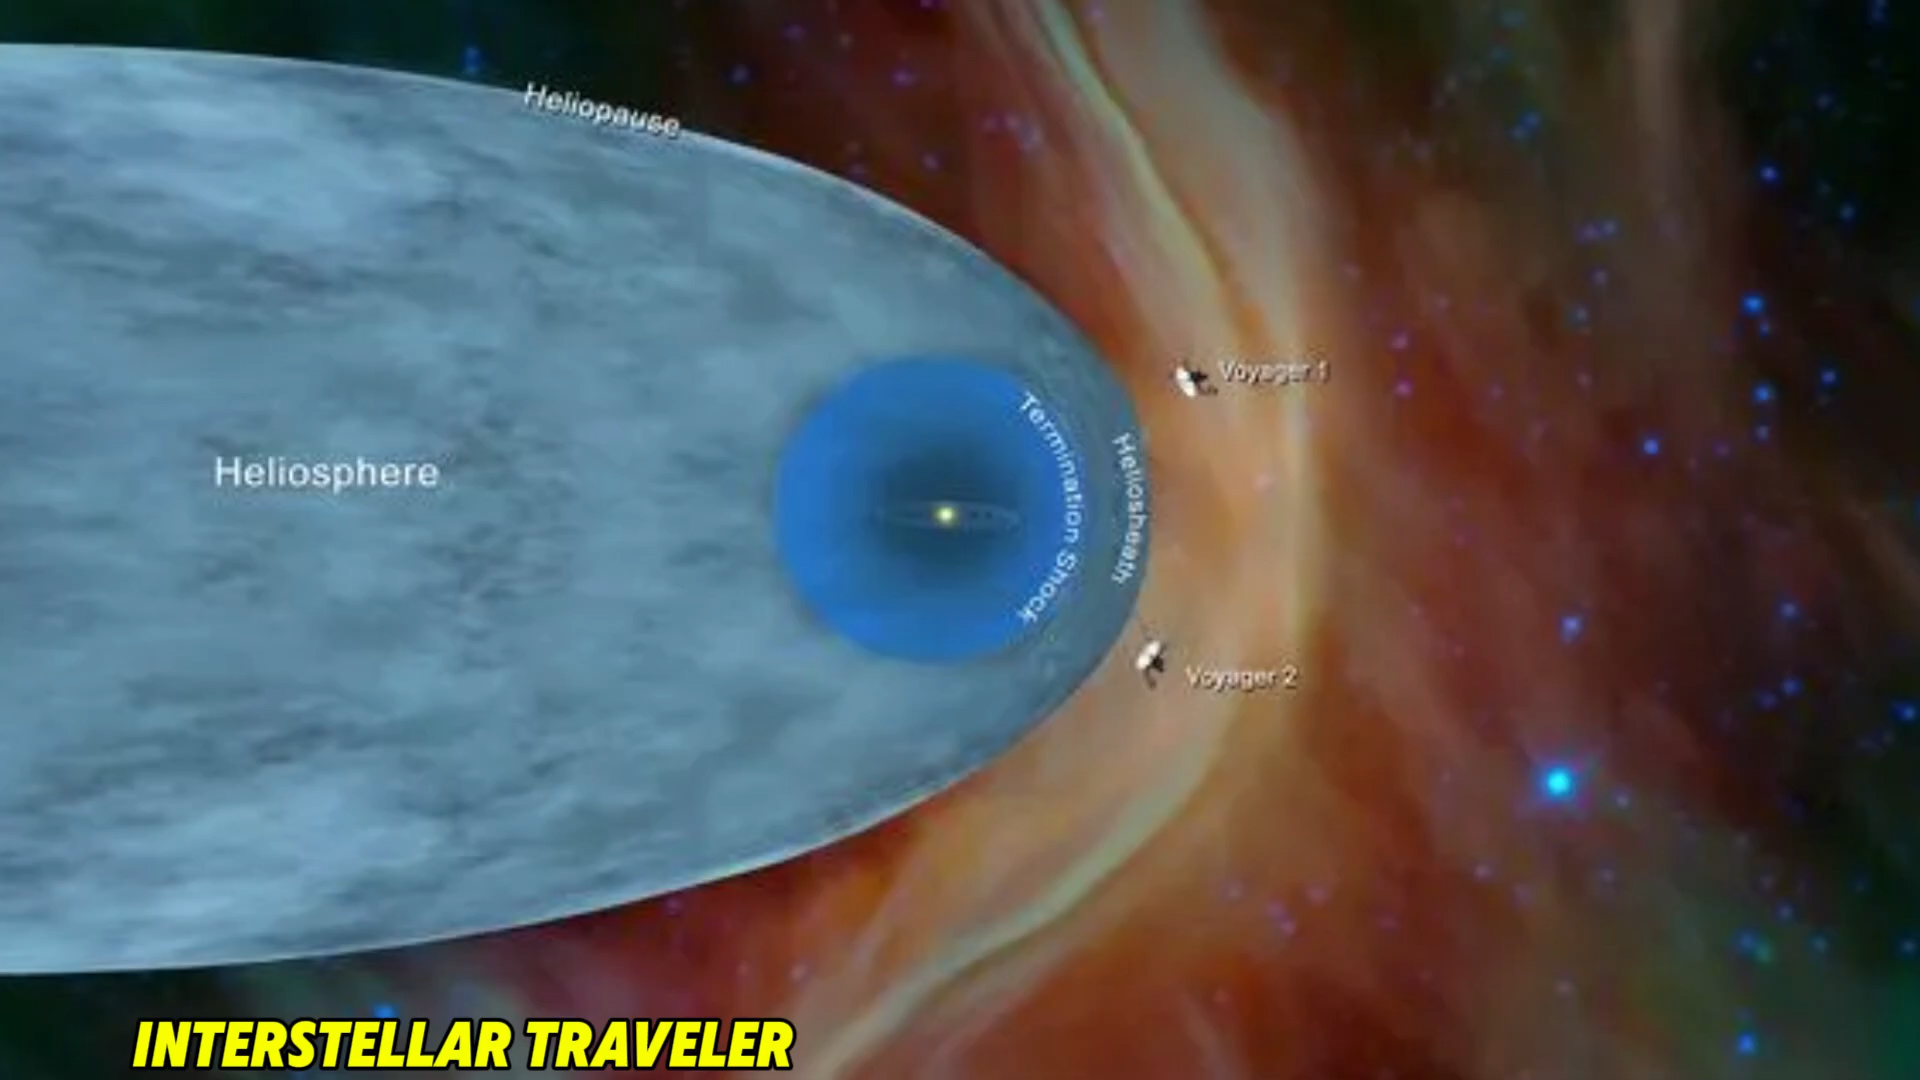 Heliopause
Voyager 1
Termination Shock
Heliosheath
Heliosphere
Voyager 2
INTERSTELLAR TRAVELER